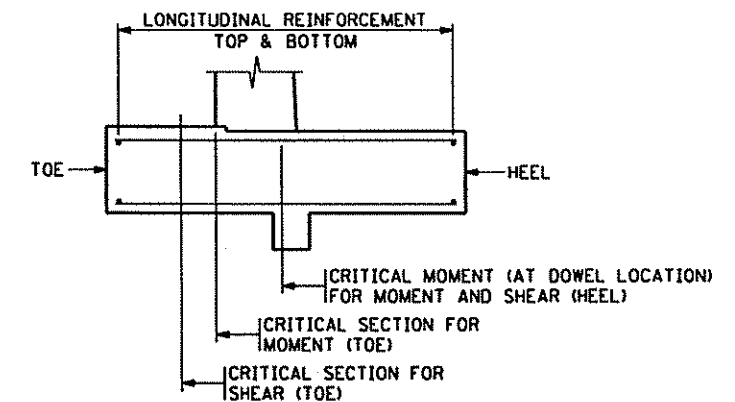 LONGITUDINAL REINFORCEMENT
TOP & BOTTOM
TOE
HEEL
CRITICAL MOMENT (AT DOWEL LOCATION)
FOR MOMENT AND SHEAR (HEEL)
CRITICAL SECTION FOR
MOMENT (TOE)
CRITICAL SECTION FOR
SHEAR (TOE)